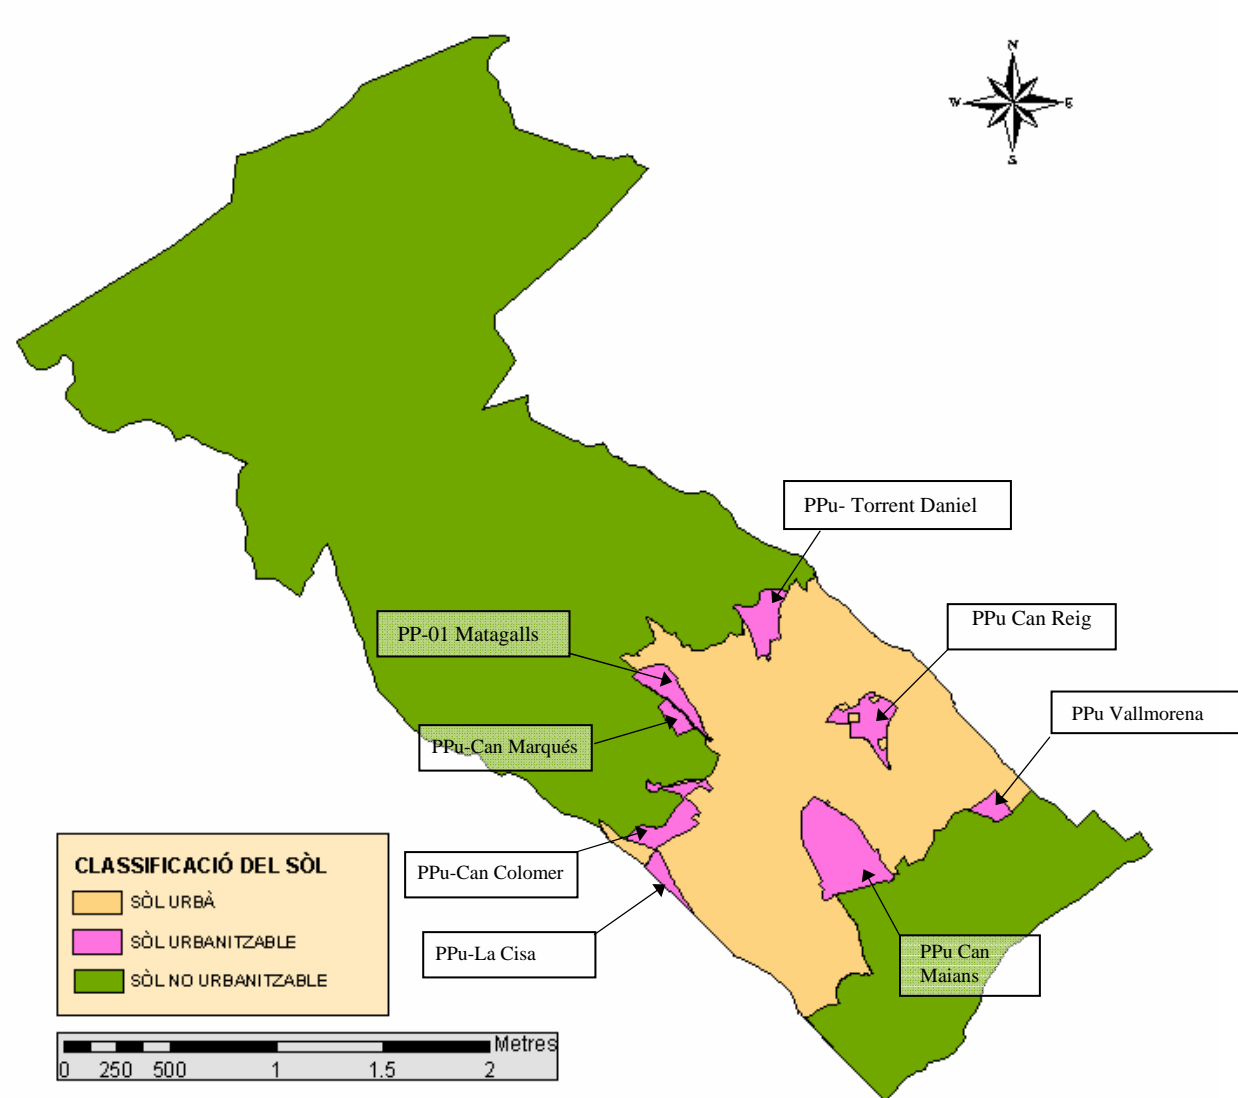 N
W E
S
PPu- Torrent Daniel
PPu Can Reig
PP-01 Matagalls
PPu Vallmorena
PPu-Can Marqués
PPu-Can Colomer
PPu-La Cisa
PPu Can
Maians
CLASSIFICACIÓ DEL SÒL
SÒL URBÀ
SÒL URBANITZABLE
SÒL NO URBANITZABLE
Metres
0 250 500 1 1.5 2